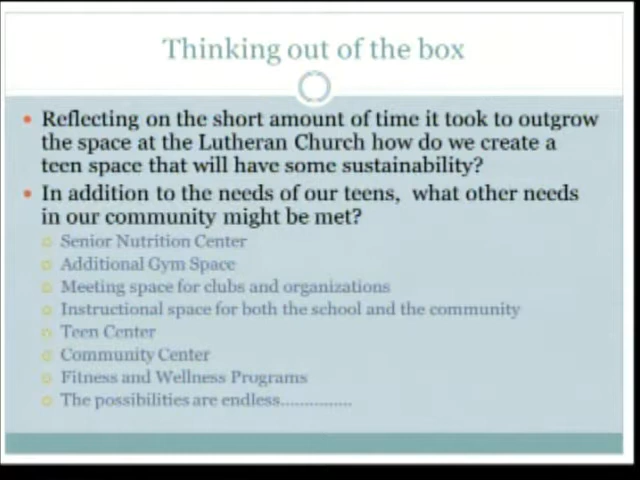 Thinking out of the box
Reflecting on the short amount of time it took to outgrow
the space at the Lutheran Church how do we create a
teen space that will have some sustainability?
In addition to the needs of our teens, what other needs
in our community might be met?
Senior Nutrition Center
Additional Gym Space
Meeting space for clubs and organizations
Instructional space for both the school and the community
Teen Center
Community Center
Fitness and Wellness Programs
The possibilities are endless……………